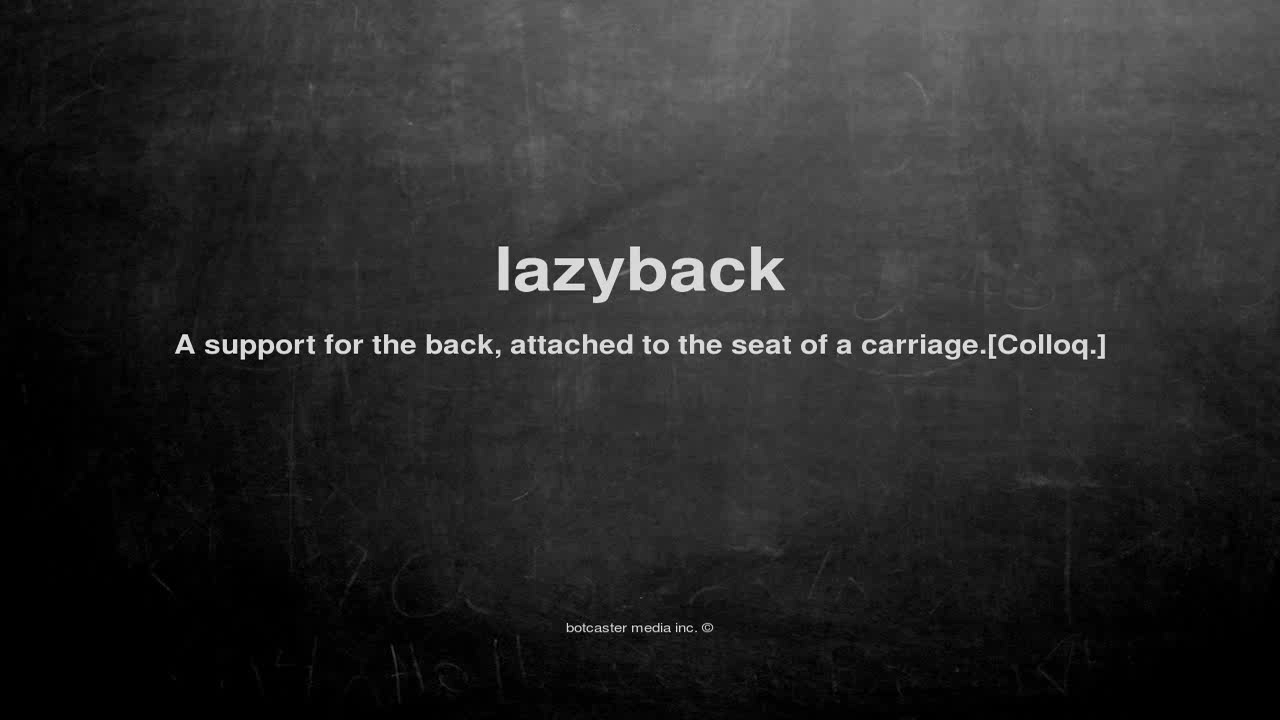 lazyback
A support for the back, attached to the seat of a carriage.[Colloq.]
botcaster media inc. ©